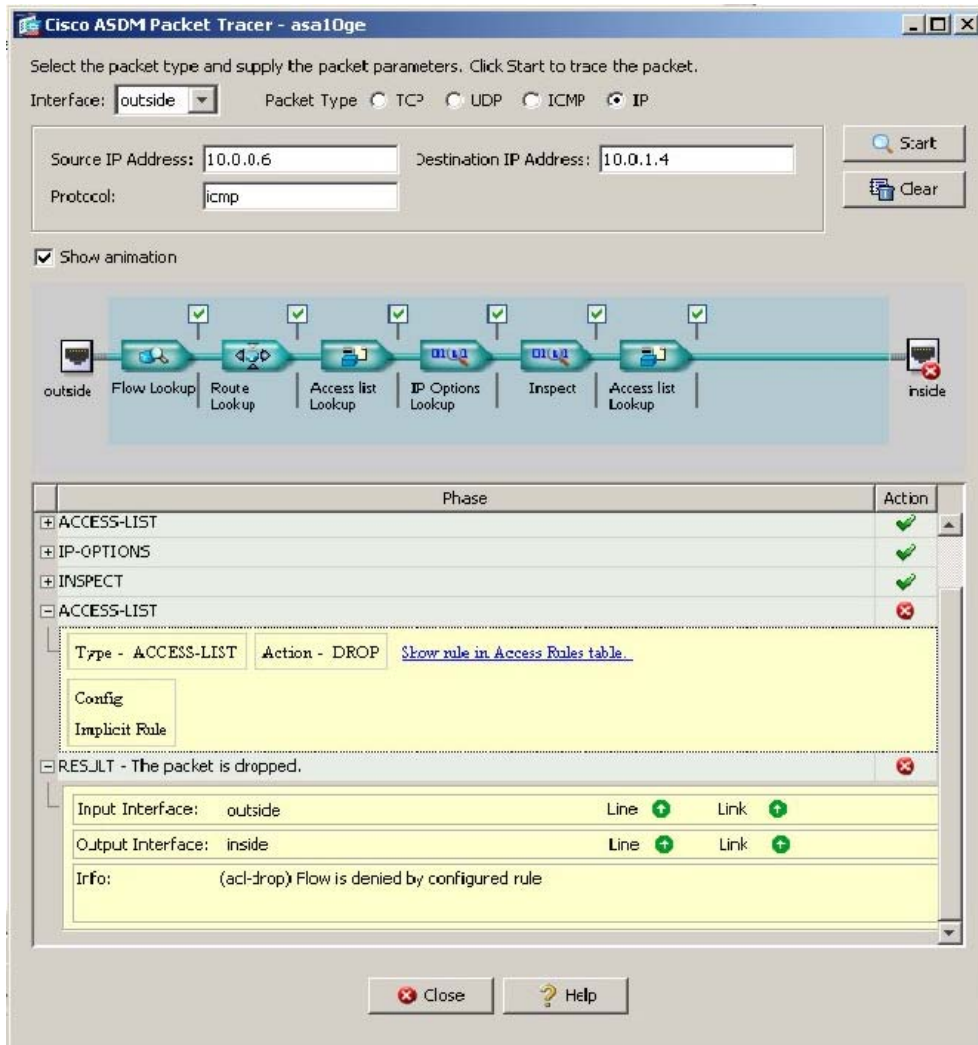 Cisco ASDM Packet Tracer - asa10ge
Select the packet type and supply the packet parameters. Click Start to trace the packet.
Interface: outside Packet Type TCP UDP ICMP IP
Source IP Address: 10.0.0.6 Destination IP Address: 10.0.1.4
Protocol: icmp
Start
Clear
Show animation
outside
Flow Lookup
Route Lookup
Access list Lookup
IP Options Lookup
Inspect
Access list Lookup
inside
Phase Action
ACCESS-LIST
IP-OPTIONS
INSPECT
ACCESS-LIST
Type - ACCESS-LIST Action - DROP Show rule in Access Rules table.
Config
Implicit Rule
RESULT - The packet is dropped.
Input Interface: outside Line Link
Output Interface: inside Line Link
Info: (acl-drop) Flow is denied by configured rule
Close Help